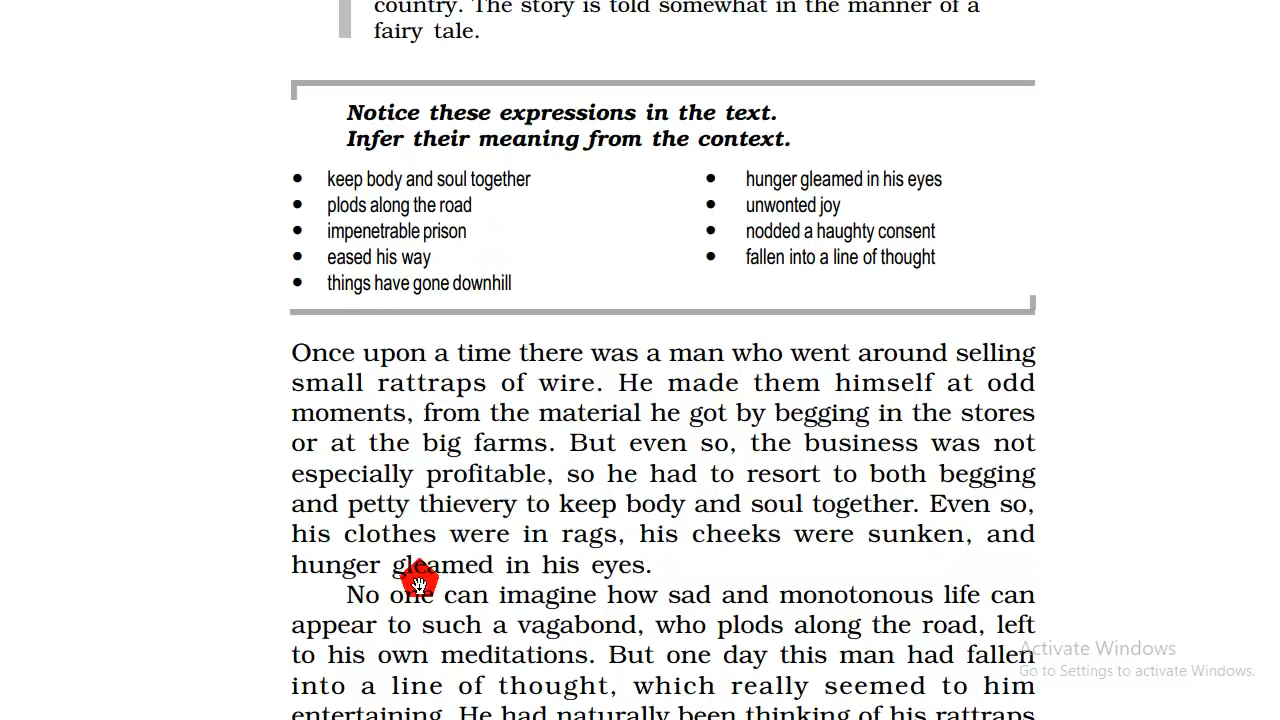 country. The story is told somewhat in the manner of a
fairy tale.
Notice these expressions in the text.
Infer their meaning from the context.
• keep body and soul together
• plods along the road
• impenetrable prison
• eased his way
• things have gone downhill
• hunger gleamed in his eyes
• unwonted joy
• nodded a haughty consent
• fallen into a line of thought
Once upon a time there was a man who went around selling
small rattraps of wire. He made them himself at odd
moments, from the material he got by begging in the stores
or at the big farms. But even so, the business was not
especially profitable, so he had to resort to both begging
and petty thievery to keep body and soul together. Even so,
his clothes were in rags, his cheeks were sunken, and
hunger gleamed in his eyes.
No one can imagine how sad and monotonous life can
appear to such a vagabond, who plods along the road, left
to his own meditations. But one day this man had fallen
into a line of thought, which really seemed to him
entertaining. He had naturally been thinking of his rattraps
Activate Windows
Go to Settings to activate Windows.